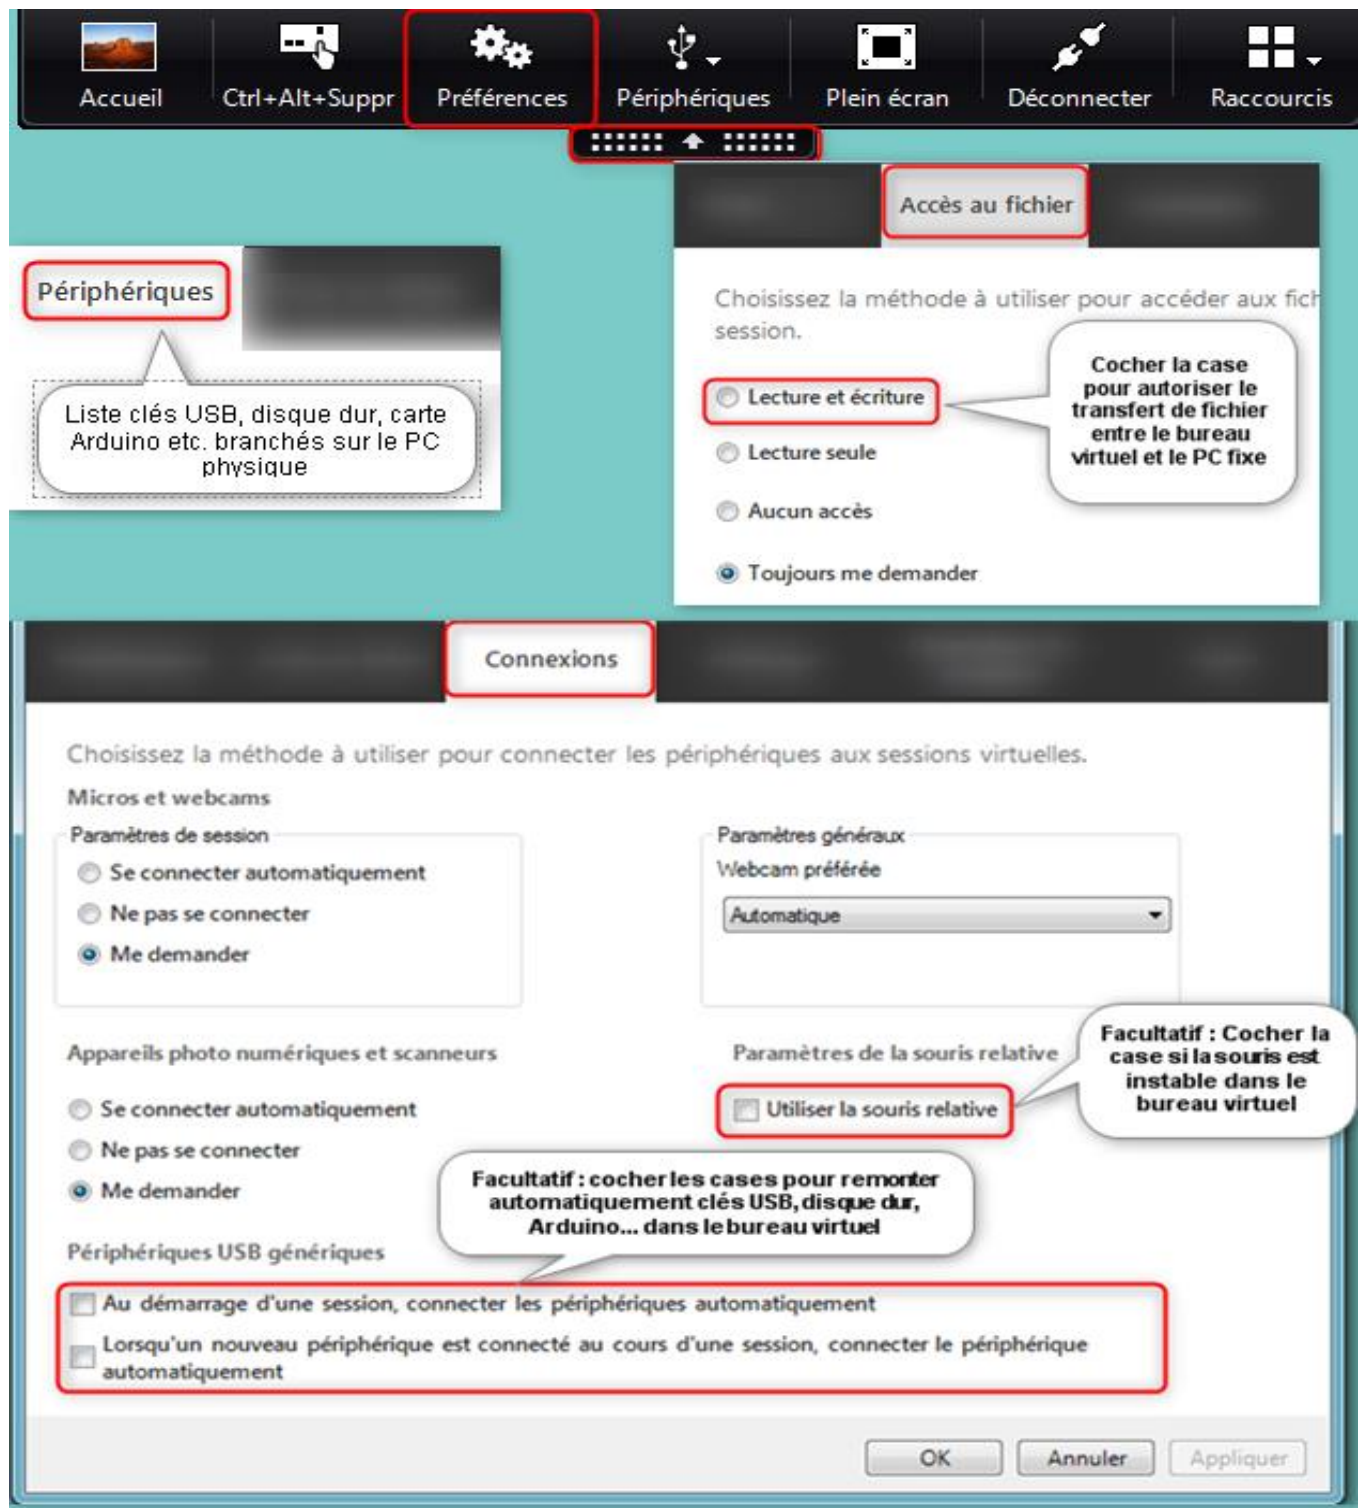 Accueil
Ctrl+Alt+Suppr
Préférences
Périphériques
Plein écran
Déconnecter
Raccourcis
Accès au fichier
Périphériques
Liste clés USB, disque dur, carte
Arduino etc. branchés sur le PC
physique
Choisissez la méthode à utiliser pour accéder aux fich
session.
Lecture et écriture
Lecture seule
Aucun accès
Toujours me demander
Cocher la case
pour autoriser le
transfert de fichier
entre le bureau
virtuel et le PC fixe
Connexions
Choisissez la méthode à utiliser pour connecter les périphériques aux sessions virtuelles.
Micros et webcams
Paramètres de session
Se connecter automatiquement
Ne pas se connecter
Me demander
Paramètres généraux
Webcam préférée
Automatique
Appareils photo numériques et scanneurs
Se connecter automatiquement
Ne pas se connecter
Me demander
Paramètres de la souris relative
Utiliser la souris relative
Facultatif : Cocher la
case si la souris est
instable dans le
bureau virtuel
Facultatif : cocher les cases pour remonter
automatiquement clés USB, disque dur,
Arduino... dans le bureau virtuel
Périphériques USB génériques
Au démarrage d'une session, connecter les périphériques automatiquement
Lorsqu'un nouveau périphérique est connecté au cours d'une session, connecter le périphérique
automatiquement
OK
Annuler
Appliquer